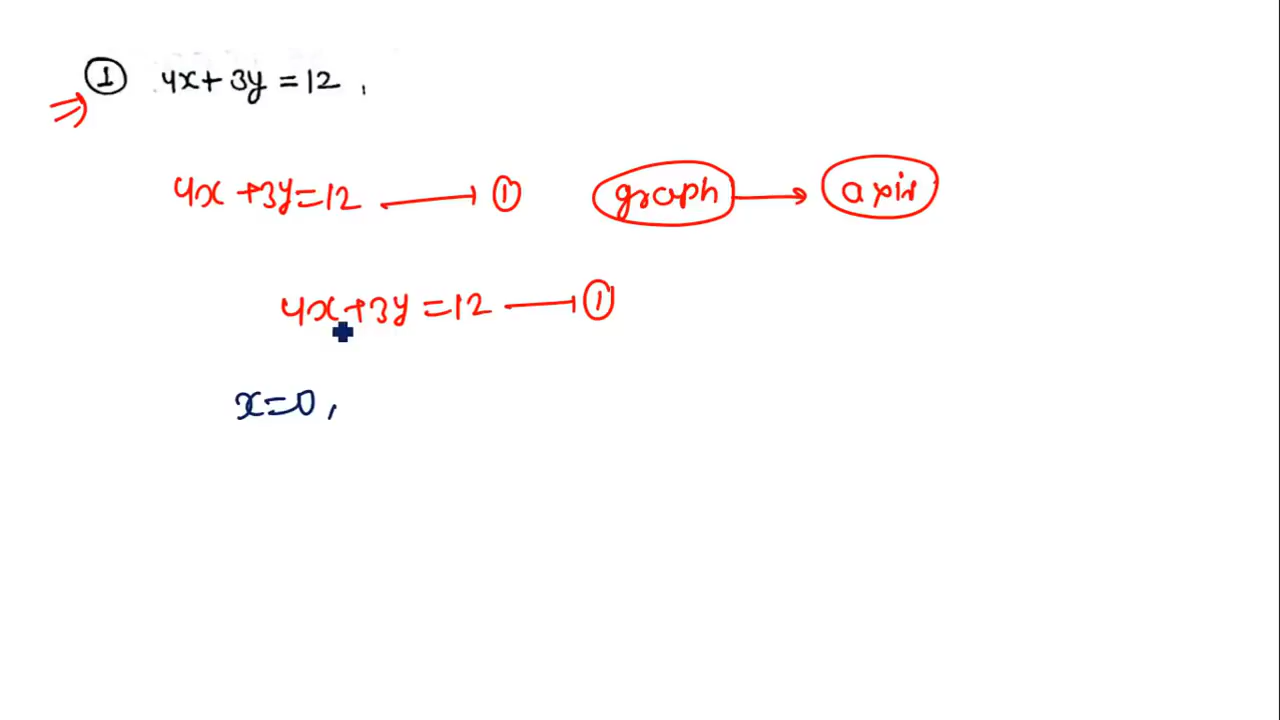 ① 4x+ 3y = 12 ,
⇒
4x +3y=12 —— ① graph → axis
4x+3y =12 —— ①
x=0 ,